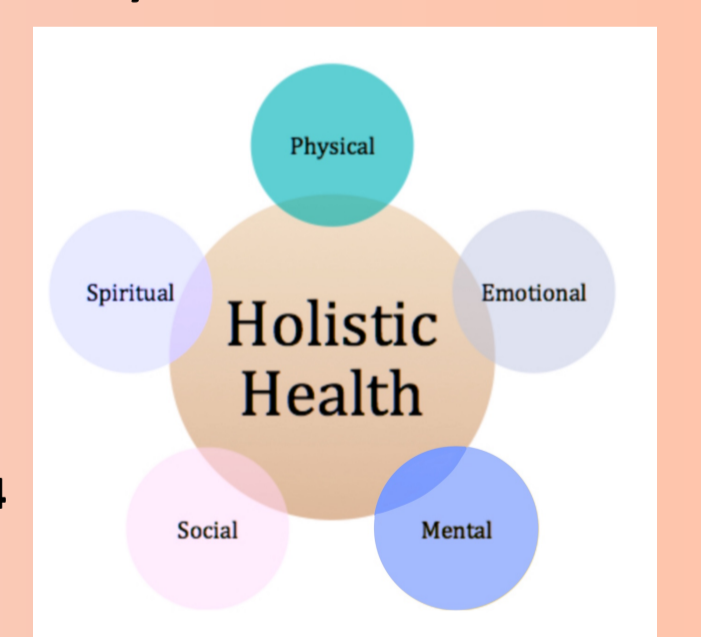 Physical
Spiritual
Emotional
Holistic
Health
Social
Mental